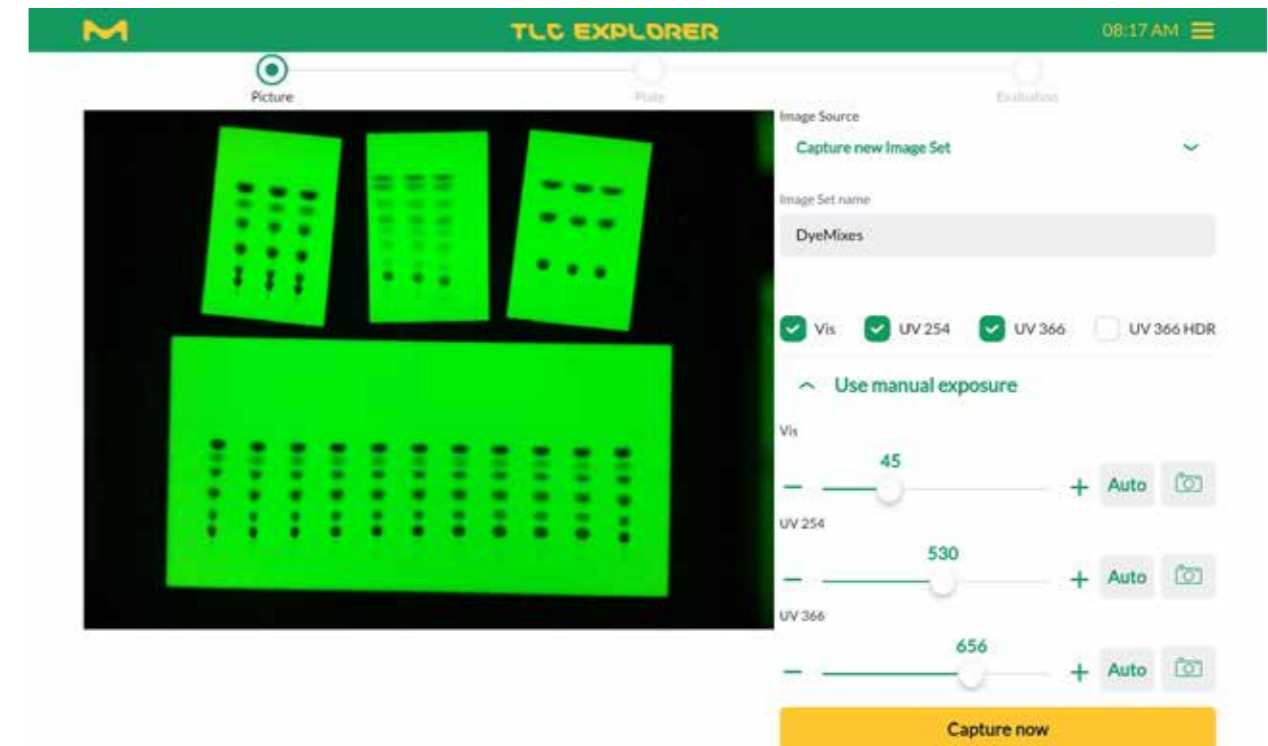 M
TLC EXPLORER
08:17 AM
Picture
Plate
Evaluation
Image Source
Capture new Image Set
Image Set name
DyeMixes
Vis
UV 254
UV 366
UV 366 HDR
Use manual exposure
Vis
45
Auto
UV 254
530
Auto
UV 366
656
Auto
Capture now